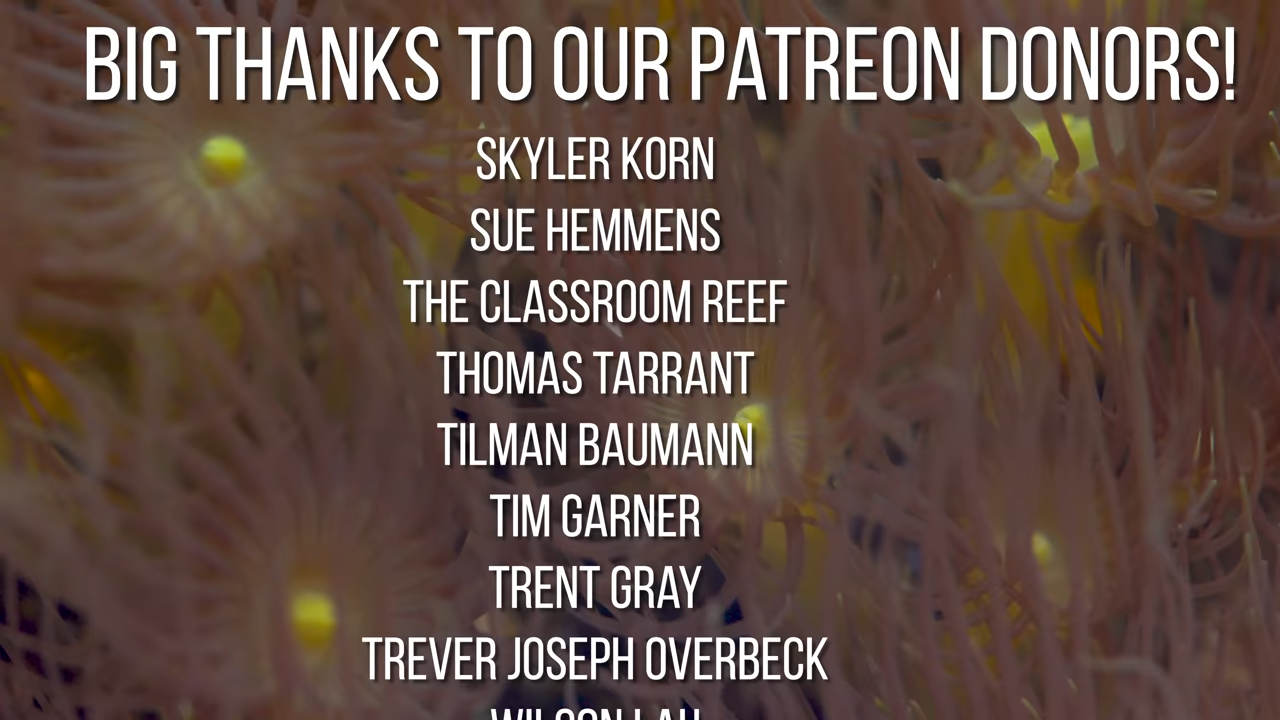 BIG THANKS TO OUR PATREON DONORS!
SKYLER KORN
SUE HEMMENS
THE CLASSROOM REEF
THOMAS TARRANT
TILMAN BAUMANN
TIM GARNER
TRENT GRAY
TREVER JOSEPH OVERBECK